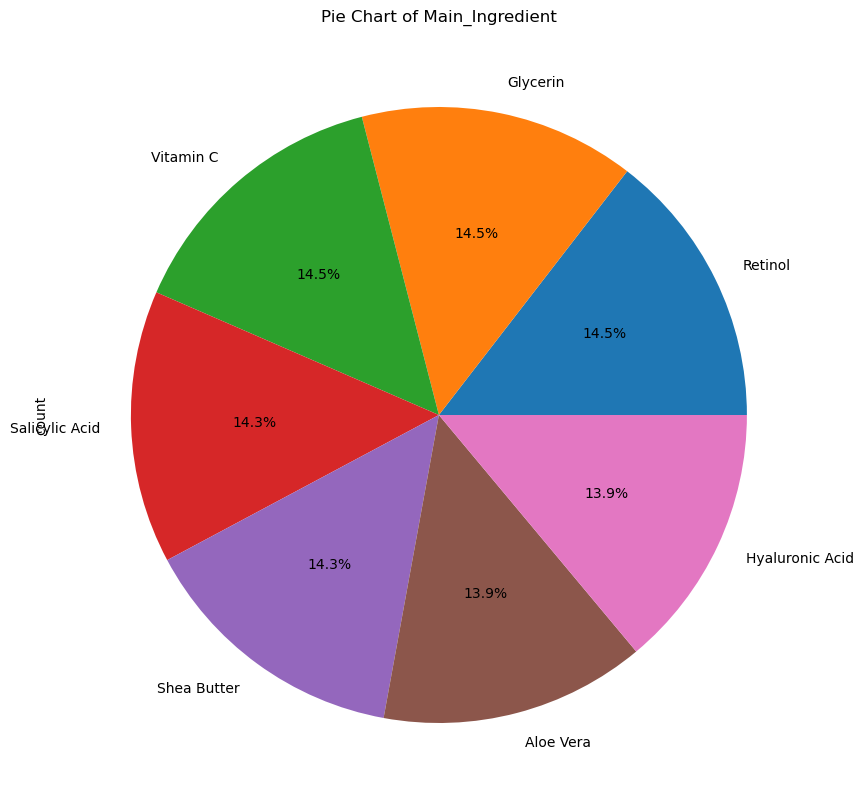 Pie Chart of Main_Ingredient
Glycerin
Vitamin C
Retinol
14.5%
14.5%
14.5%
count
Salicylic Acid
14.3%
14.3%
13.9%
13.9%
Hyaluronic Acid
Shea Butter
Aloe Vera